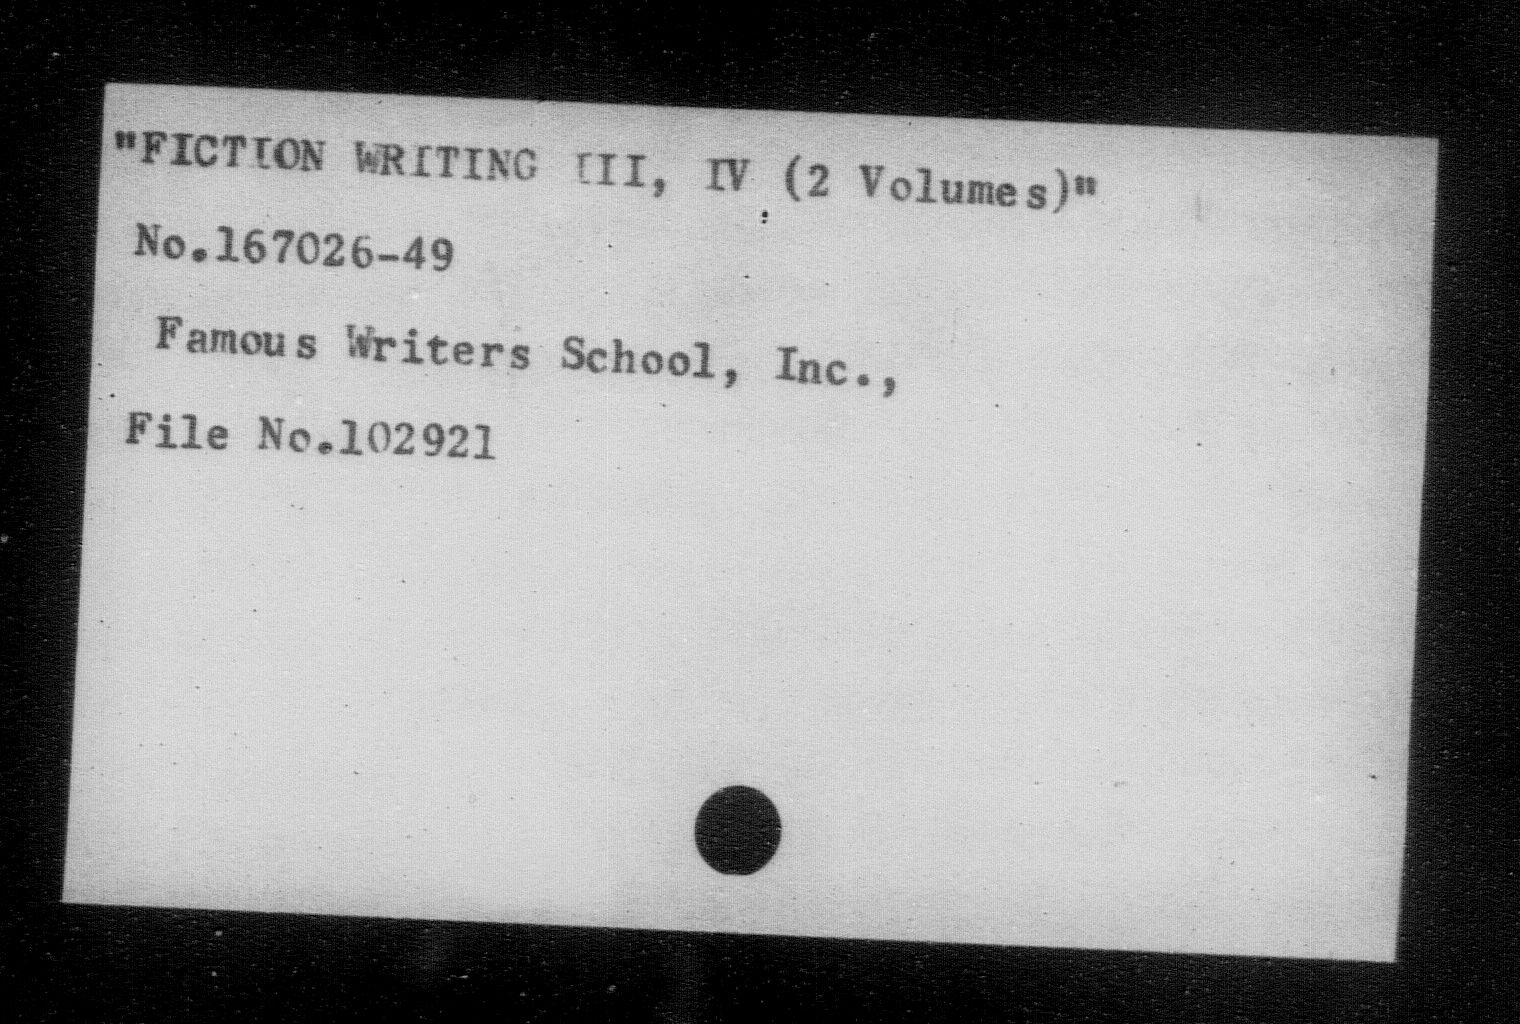 "FICTION WRITING III, IV (2 Volumes)"
No.167026-49
Famous Writers School, Inc.,
File No.102921